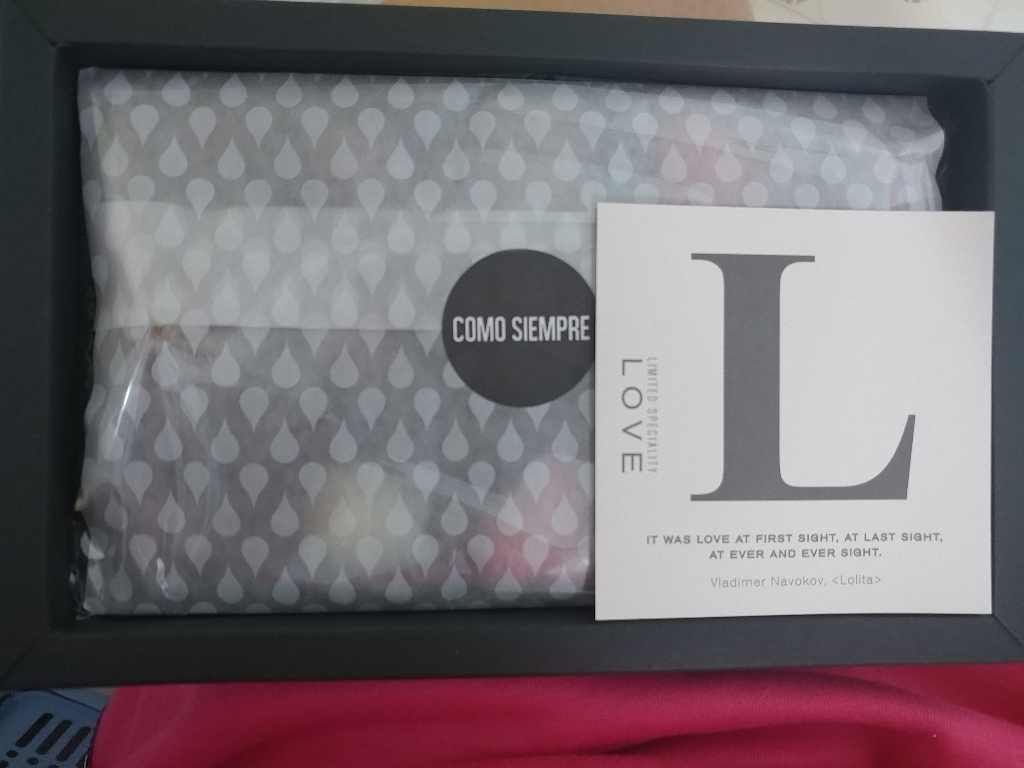 COMO SIEMPRE
L
LIMITED SPECIALITY
LOVE
IT WAS LOVE AT FIRST SIGHT, AT LAST SIGHT,
AT EVER AND EVER SIGHT.
Vladimer Navokov, <Lolita>